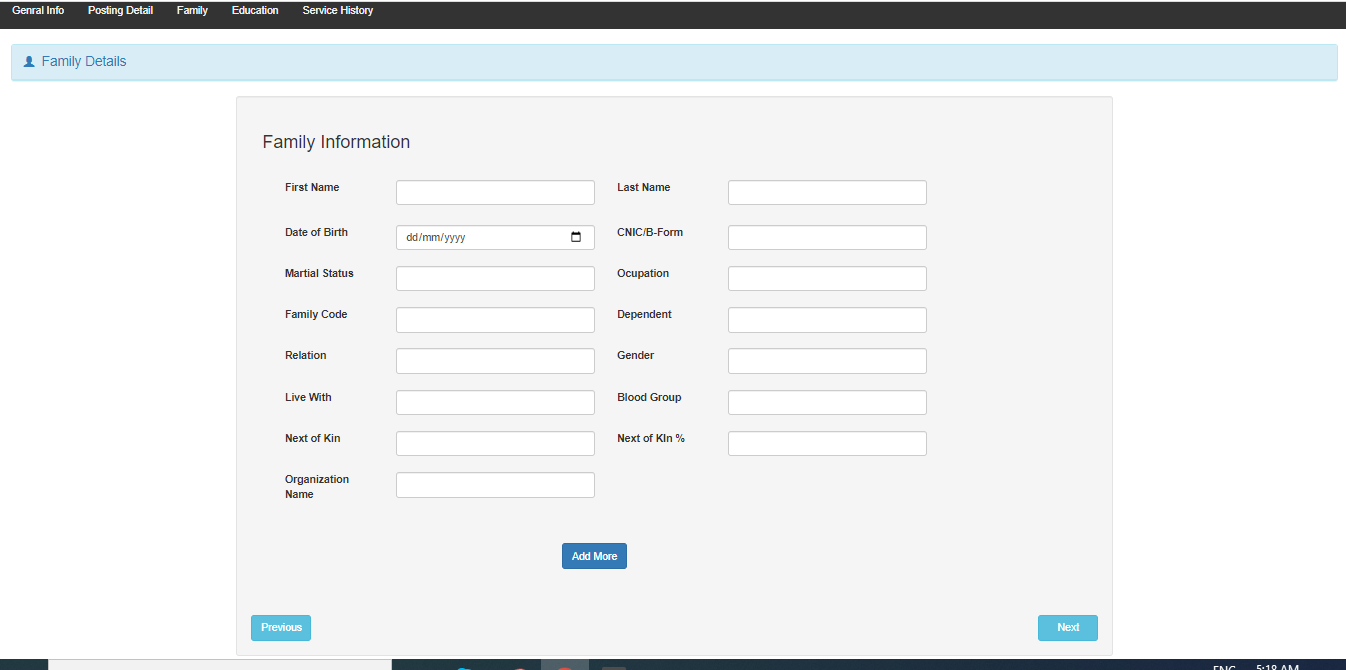 Genral Info Posting Detail Family Education Service History
Family Details
Family Information
First Name Last Name
Date of Birth dd/mm/yyyy CNIC/B-Form
Martial Status Ocupation
Family Code Dependent
Relation Gender
Live With Blood Group
Next of Kin Next of KIn %
Organization
Name
Add More
Previous Next
ENG 5:18 AM